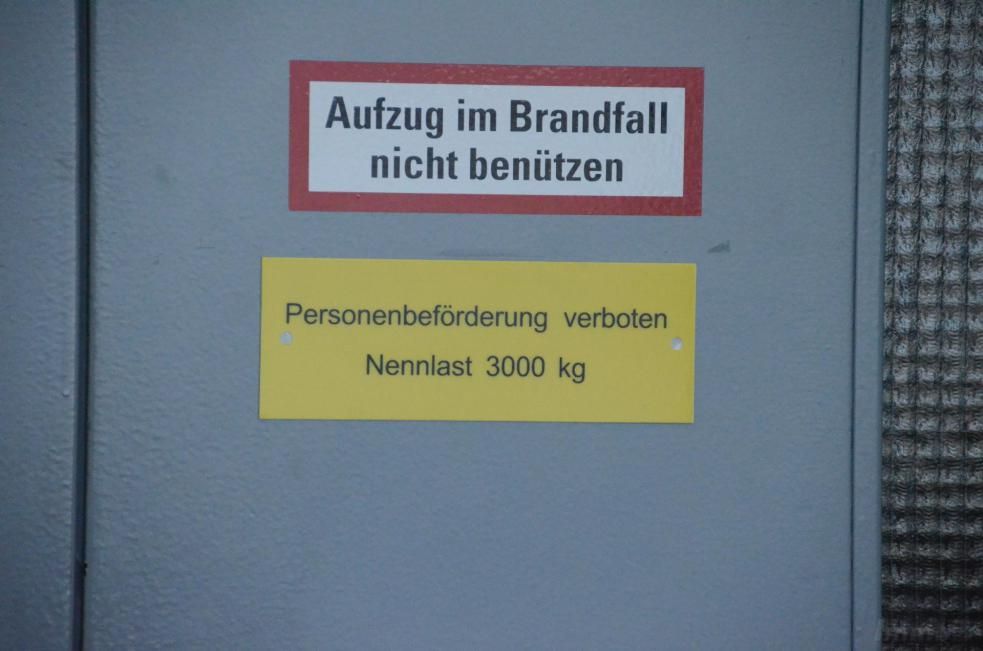 Aufzug im Brandfall
nicht benützen
Personenbeförderung verboten
Nennlast 3000 kg